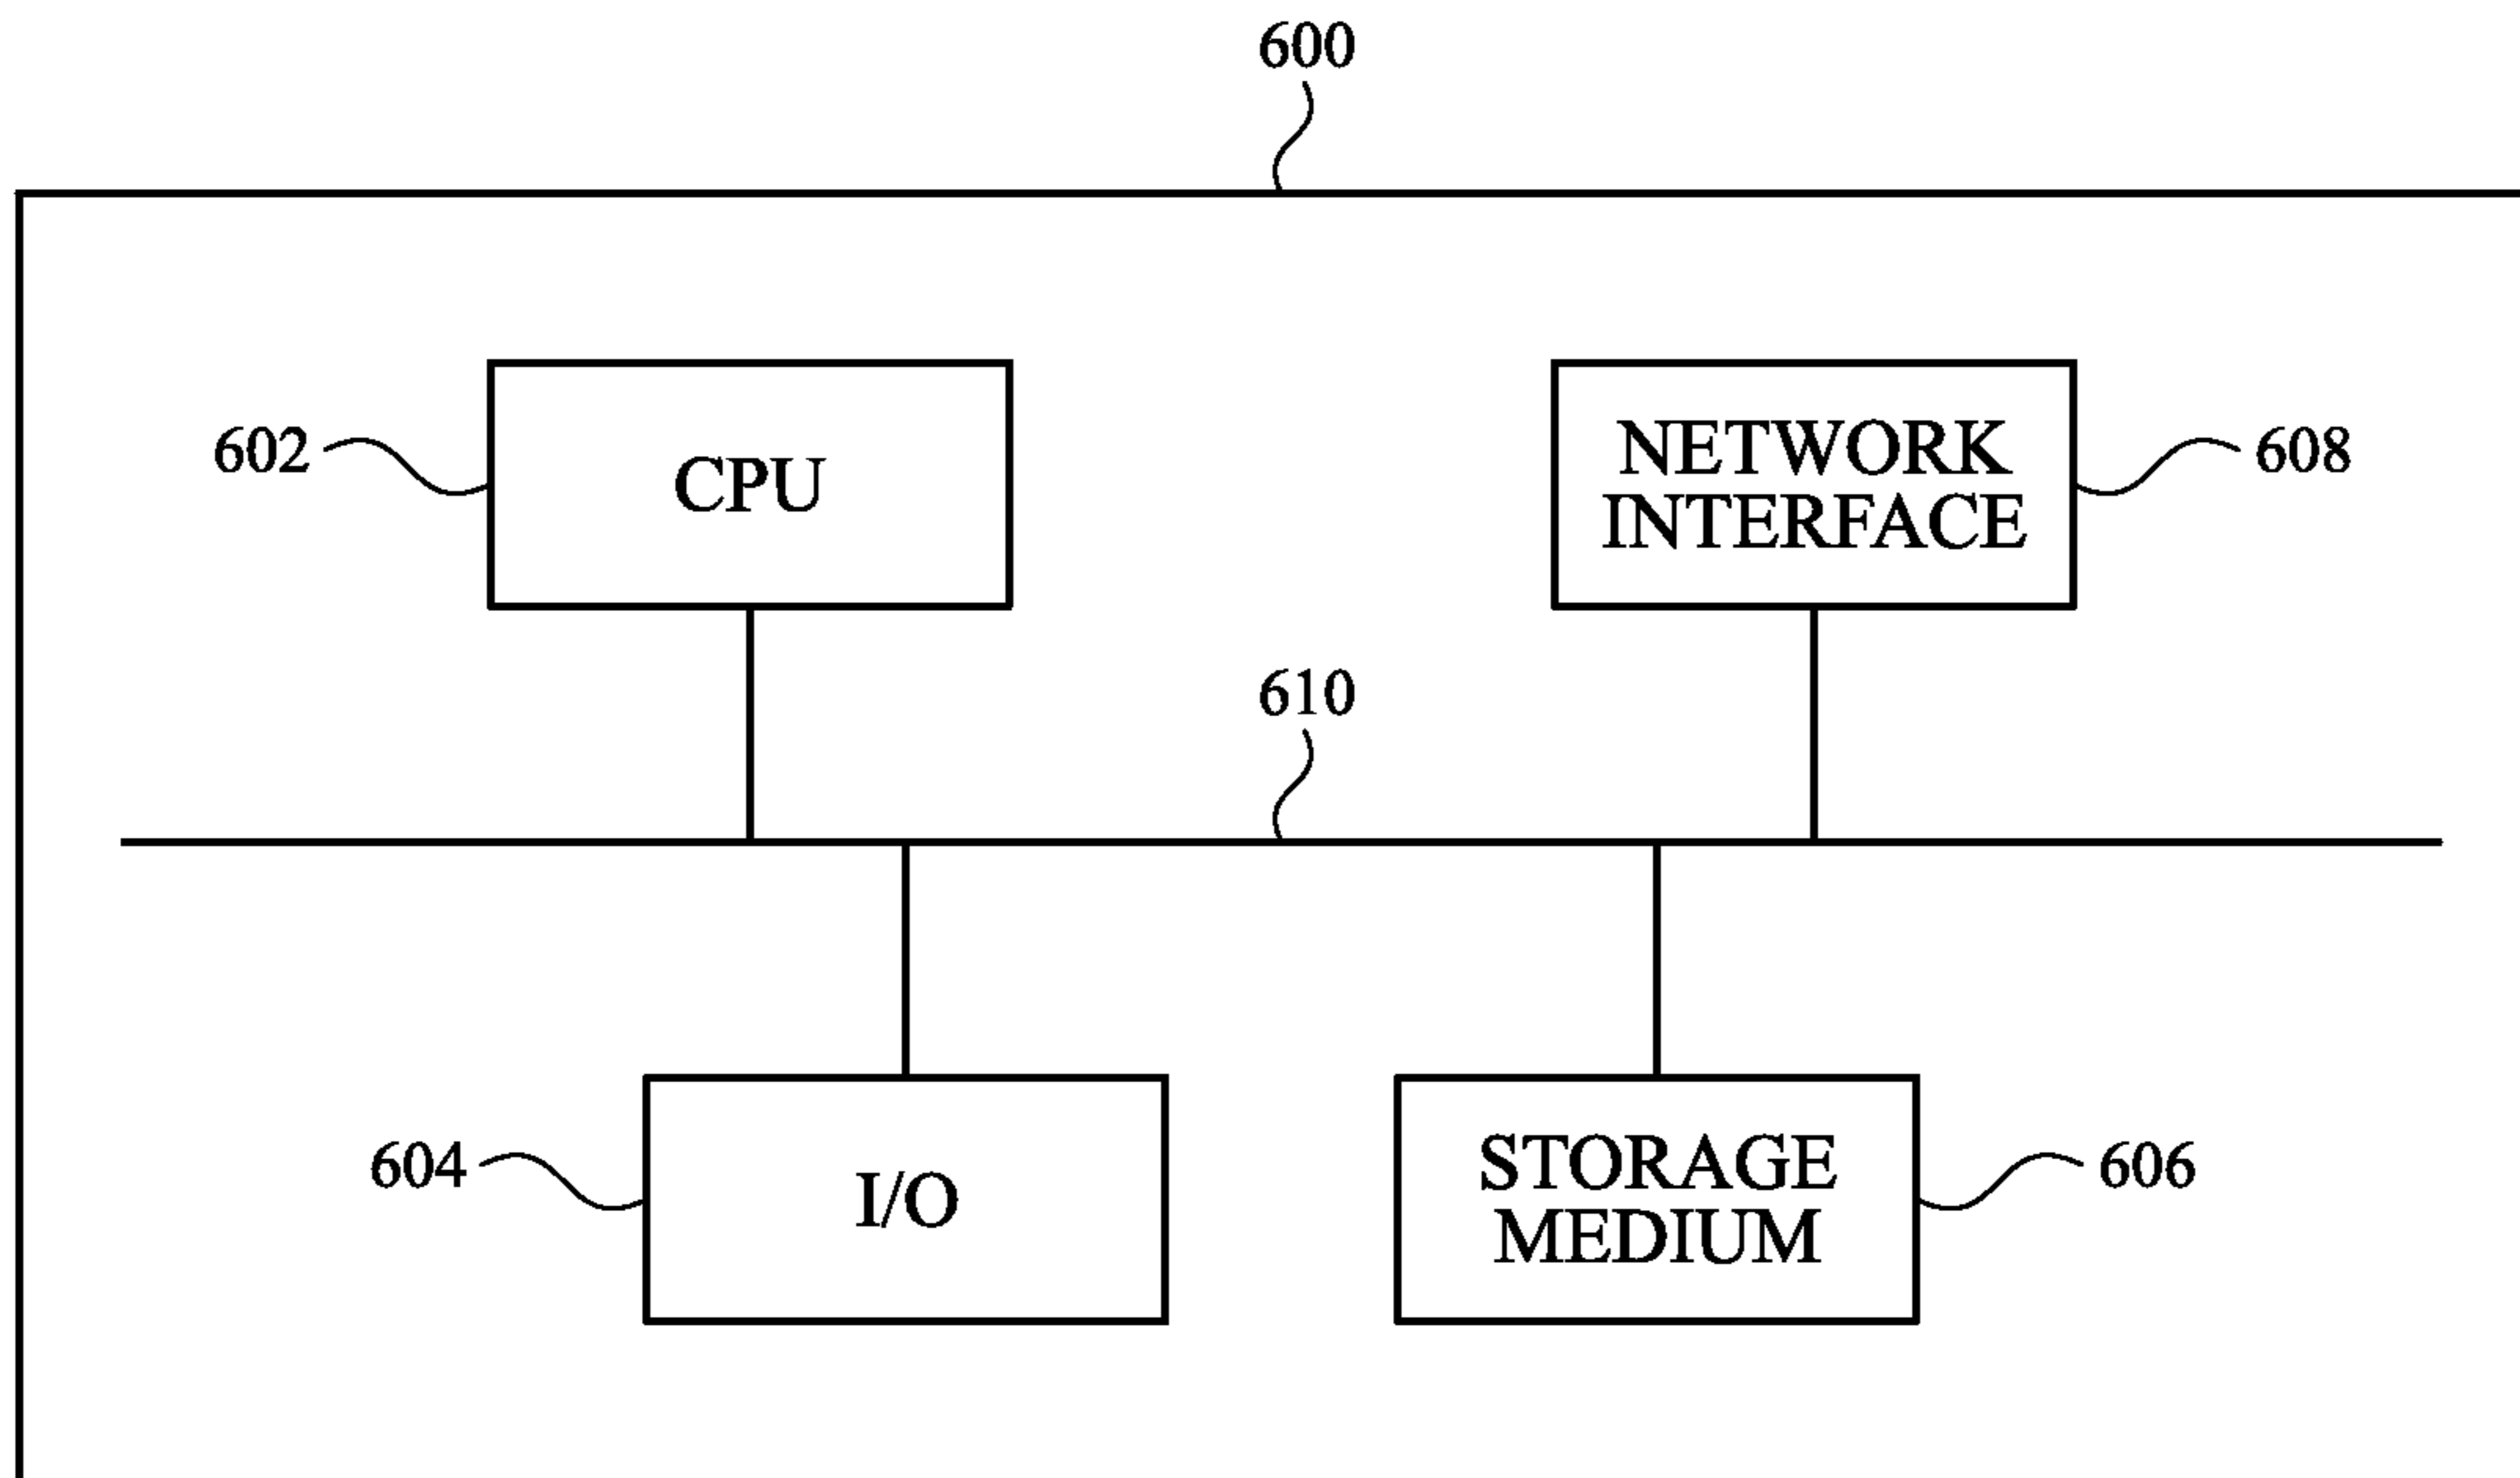 600
602
CPU
NETWORK
INTERFACE
608
610
604
I/O
STORAGE
MEDIUM
606